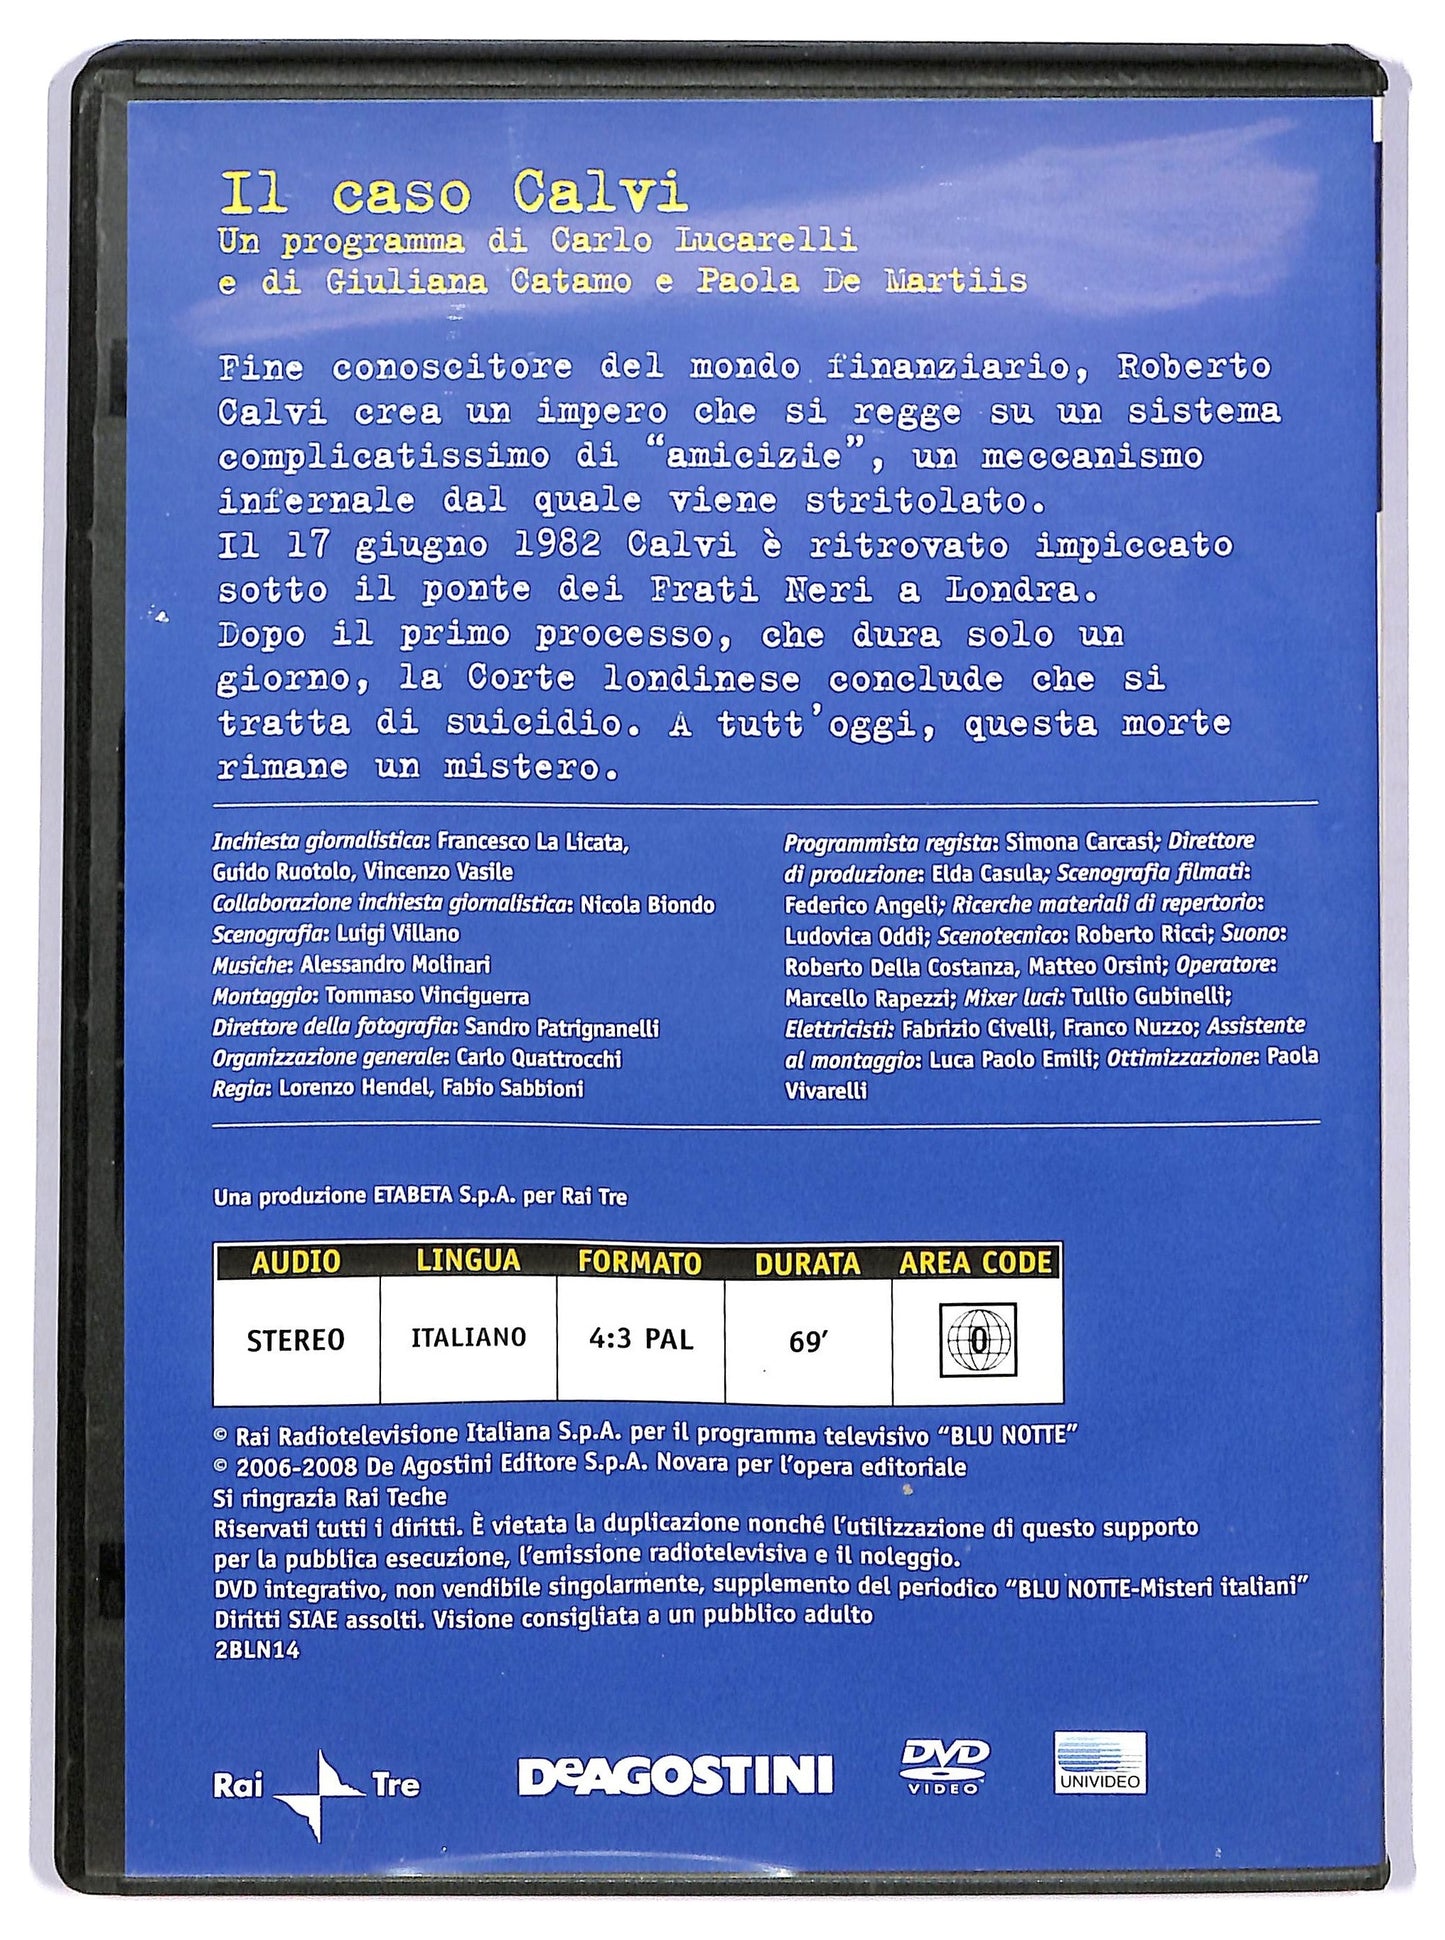 Il caso Calvi
Un programma di Carlo Lucarelli
e di Giuliana Catamo e Paola De Martiis
Fine conoscitore del mondo finanziario, Roberto
Calvi crea un impero che si regge su un sistema
complicatissimo di “amicizie”, un meccanismo
infernale dal quale viene stritolato.
Il 17 giugno 1982 Calvi è ritrovato impiccato
sotto il ponte dei Frati Neri a Londra.
Dopo il primo processo, che dura solo un
giorno, la Corte londinese conclude che si
tratta di suicidio. A tutt'oggi, questa morte
rimane un mistero.
Inchiesta giornalistica: Francesco La Licata,
Guido Ruotolo, Vincenzo Vasile
Collaborazione inchiesta giornalistica: Nicola Biondo
Scenografia: Luigi Villano
Musiche: Alessandro Molinari
Montaggio: Tommaso Vinciguerra
Direttore della fotografia: Sandro Patrignanelli
Organizzazione generale: Carlo Quattrocchi
Regia: Lorenzo Hendel, Fabio Sabbioni
Programmista regista: Simona Carcasi; Direttore
di produzione: Elda Casula; Scenografia filmati:
Federico Angeli; Ricerche materiali di repertorio:
Ludovica Oddi; Scenotecnico: Roberto Ricci; Suono:
Roberto Della Costanza, Matteo Orsini; Operatore:
Marcello Rapezzi; Mixer luci: Tullio Gubinelli;
Elettricisti: Fabrizio Civelli, Franco Nuzzo; Assistente
al montaggio: Luca Paolo Emili; Ottimizzazione: Paola
Vivarelli
Una produzione ETABETA S.p.A. per Rai Tre
AUDIO LINGUA FORMATO DURATA AREA CODE
STEREO ITALIANO 4:3 PAL 69' 0
© Rai Radiotelevisione Italiana S.p.A. per il programma televisivo “BLU NOTTE”
© 2006-2008 De Agostini Editore S.p.A. Novara per l'opera editoriale
Si ringrazia Rai Teche
Riservati tutti i diritti. È vietata la duplicazione nonché l'utilizzazione di questo supporto
per la pubblica esecuzione, l'emissione radiotelevisiva e il noleggio.
DVD integrativo, non vendibile singolarmente, supplemento del periodico “BLU NOTTE-Misteri italiani”
Diritti SIAE assolti. Visione consigliata a un pubblico adulto
2BLN14
Rai Tre DeAGOSTINI DVD VIDEO UNIVIDEO